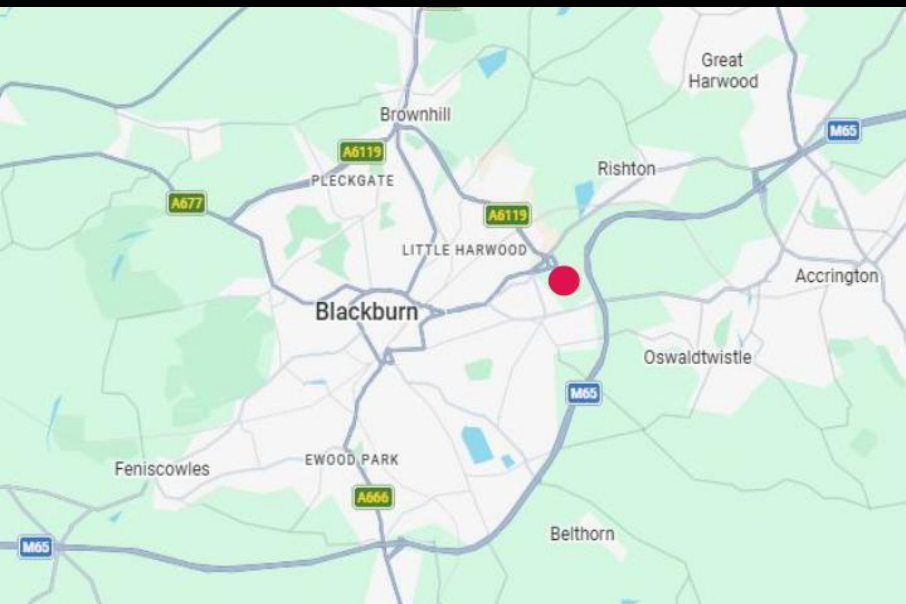 Great
Harwood
Brownhill
M65
A6119
Rishton
PLECKGATE
A677
A6119
LITTLE HARWOOD
Accrington
Blackburn
Oswaldtwistle
M65
EWOOD PARK
Feniscowles
A666
Belthorn
M65